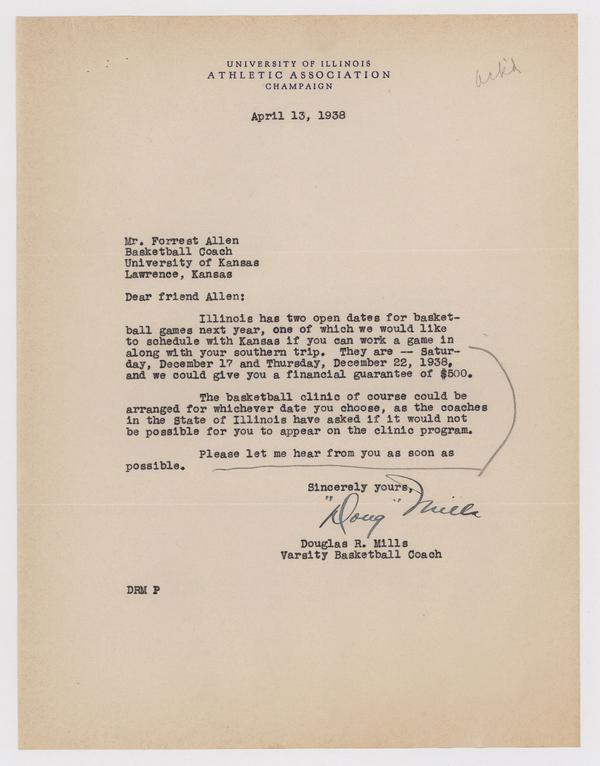 UNIVERSITY OF ILLINOIS
ATHLETIC ASSOCIATION
CHAMPAIGN
ack'd
April 13, 1938
Mr. Forrest Allen
Basketball Coach
University of Kansas
Lawrence, Kansas
Dear friend Allen:
Illinois has two open dates for basket-
ball games next year, one of which we would like
to schedule with Kansas if you can work a game in
along with your southern trip. They are -- Satur-
day, December 17 and Thursday, December 22, 1938,
and we could give you a financial guarantee of $500.
The basketball clinic of course could be
arranged for whichever date you choose, as the coaches
in the State of Illinois have asked if it would not
be possible for you to appear on the clinic program.
Please let me hear from you as soon as
possible.
Sincerely yours,
"Doug" Mills
Douglas R. Mills
Varsity Basketball Coach
DRM P